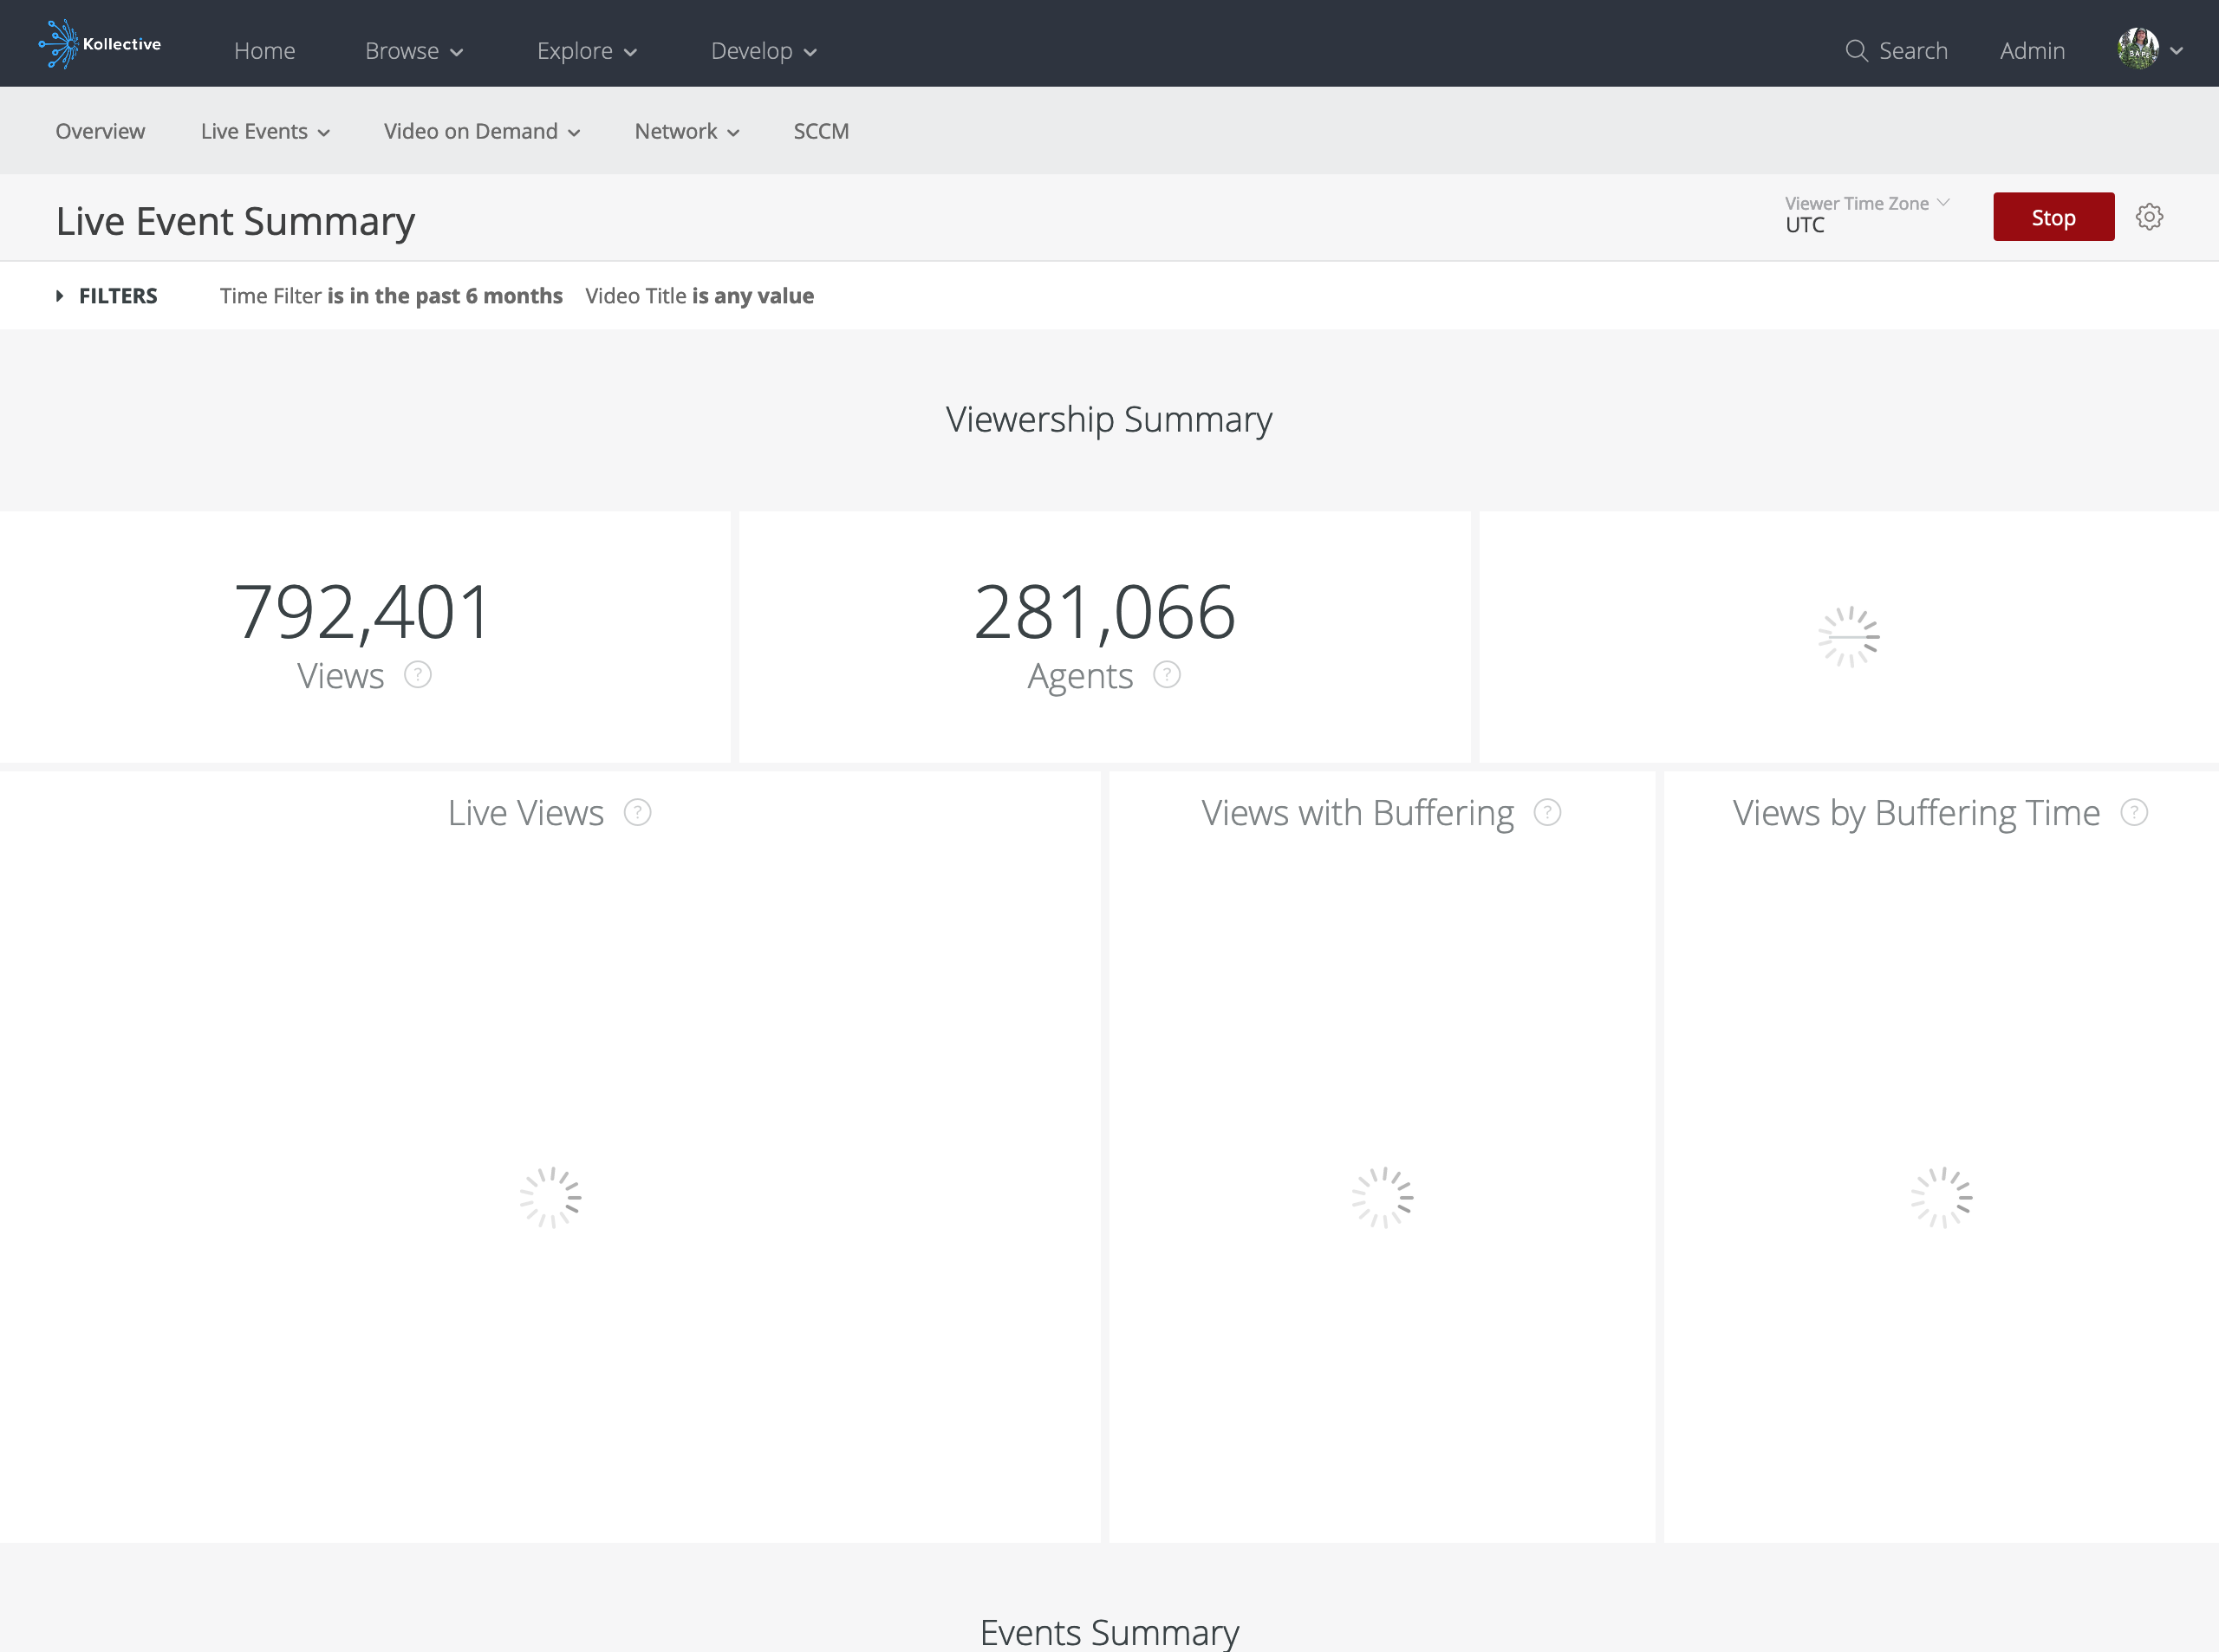 Kollective
Home
Browse
Explore
Develop
Search
Admin
Overview
Live Events
Video on Demand
Network
SCCM
Live Event Summary
Viewer Time Zone
UTC
Stop
FILTERS
Time Filter is in the past 6 months
Video Title is any value
Viewership Summary
792,401
Views ?
281,066
Agents ?
Live Views ?
Views with Buffering ?
Views by Buffering Time ?
Events Summary